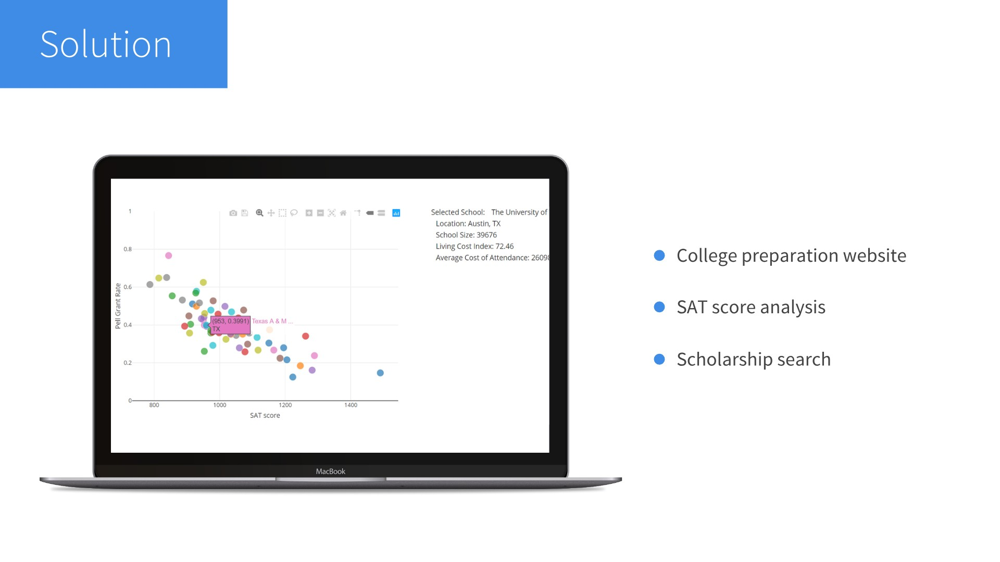 Solution
1
0.8
0.6
0.4
0.2
0
Pell Grant Rate
800
1000
1200
1400
SAT score
(953, 0.3991)
TX
Texas A & M ...
Selected School: The University of
Location: Austin, TX
School Size: 39676
Living Cost Index: 72.46
Average Cost of Attendance: 26098
MacBook
College preparation website
SAT score analysis
Scholarship search